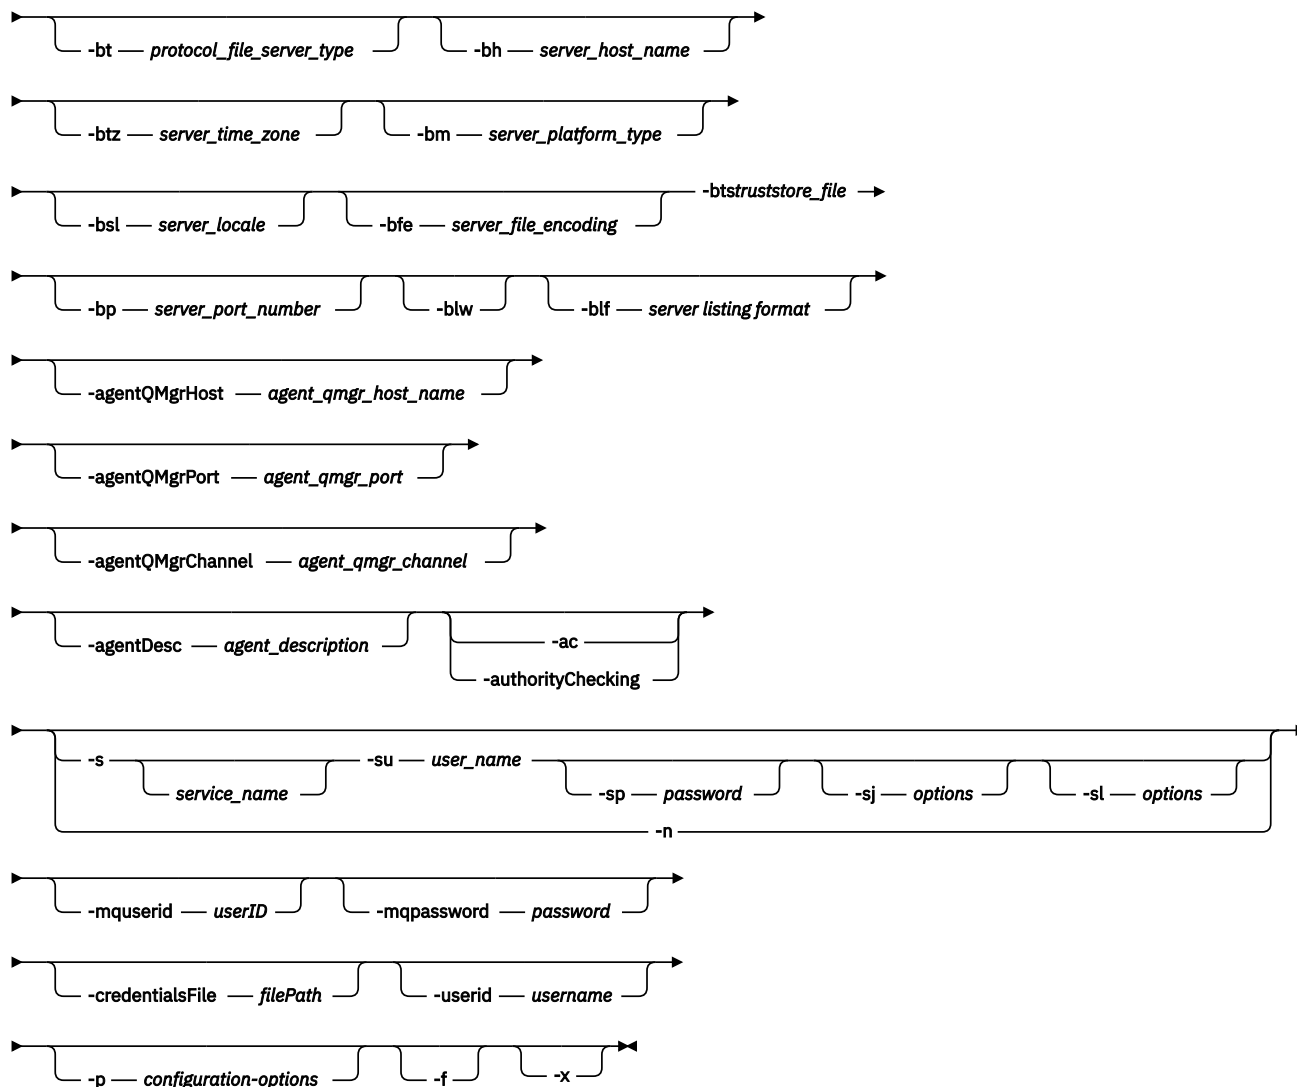 -bt protocol_file_server_type -bh server_host_name
-btz server_time_zone -bm server_platform_type
-btstruststore_file
-bsl server_locale -bfe server_file_encoding
-bp server_port_number -blw -blf server listing format
-agentQMgrHost agent_qmgr_host_name
-agentQMgrPort agent_qmgr_port
-agentQMgrChannel agent_qmgr_channel
-ac
-agentDesc agent_description
-authorityChecking
-s -su user_name
service_name -sp password -sj options -sl options
-n
-mquserid userID -mqpassword password
-credentialsFile filePath -userid username
-p configuration-options -f -x